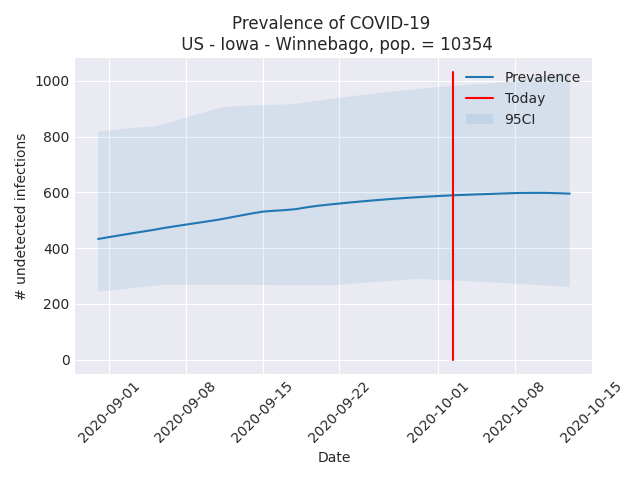 Prevalence of COVID-19
US - Iowa - Winnebago, pop. = 10354
Prevalence
Today
95CI
# undetected infections
1000
800
600
400
200
0
2020-09-01
2020-09-08
2020-09-15
2020-09-22
2020-10-01
2020-10-08
2020-10-15
Date